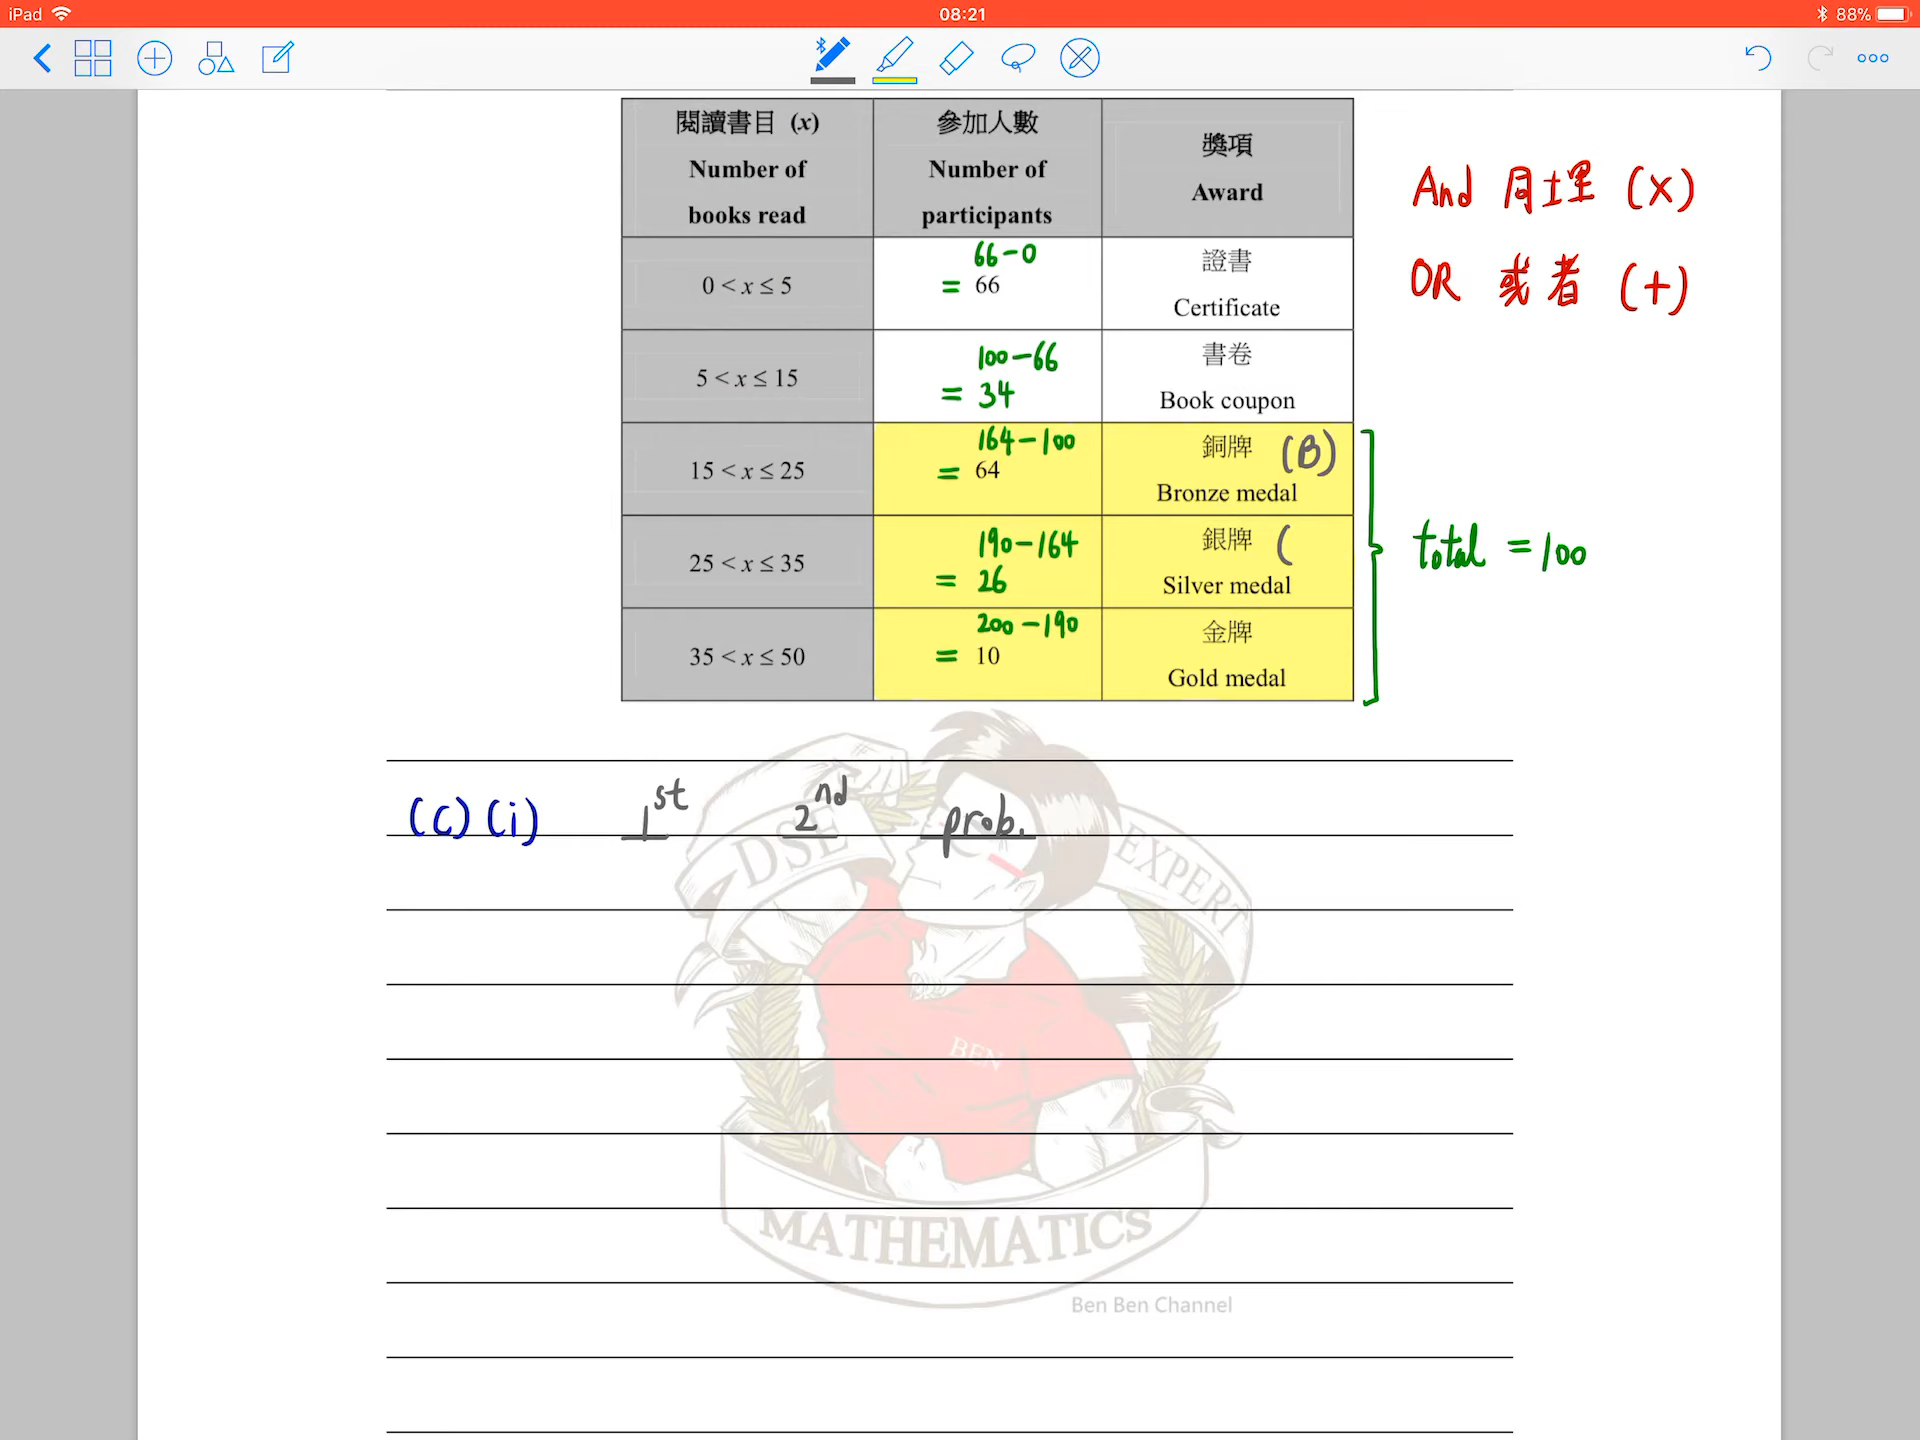 iPad 08:21 88%
閱讀書目 (x)
Number of
books read
參加人數
Number of
participants
獎項
Award
0 < x ≤ 5
66-0
= 66
證書
Certificate
5 < x ≤ 15
100-66
= 34
書卷
Book coupon
15 < x ≤ 25
164-100
= 64
銅牌 (B)
Bronze medal
25 < x ≤ 35
190-164
= 26
銀牌 (
Silver medal
35 < x ≤ 50
200-190
= 10
金牌
Gold medal
And 同埋 (×)
OR 或者 (+)
total = 100
(c)(i) 1st 2nd prob.
DSE EXPERT
BEN
MATHEMATICS
Ben Ben Channel